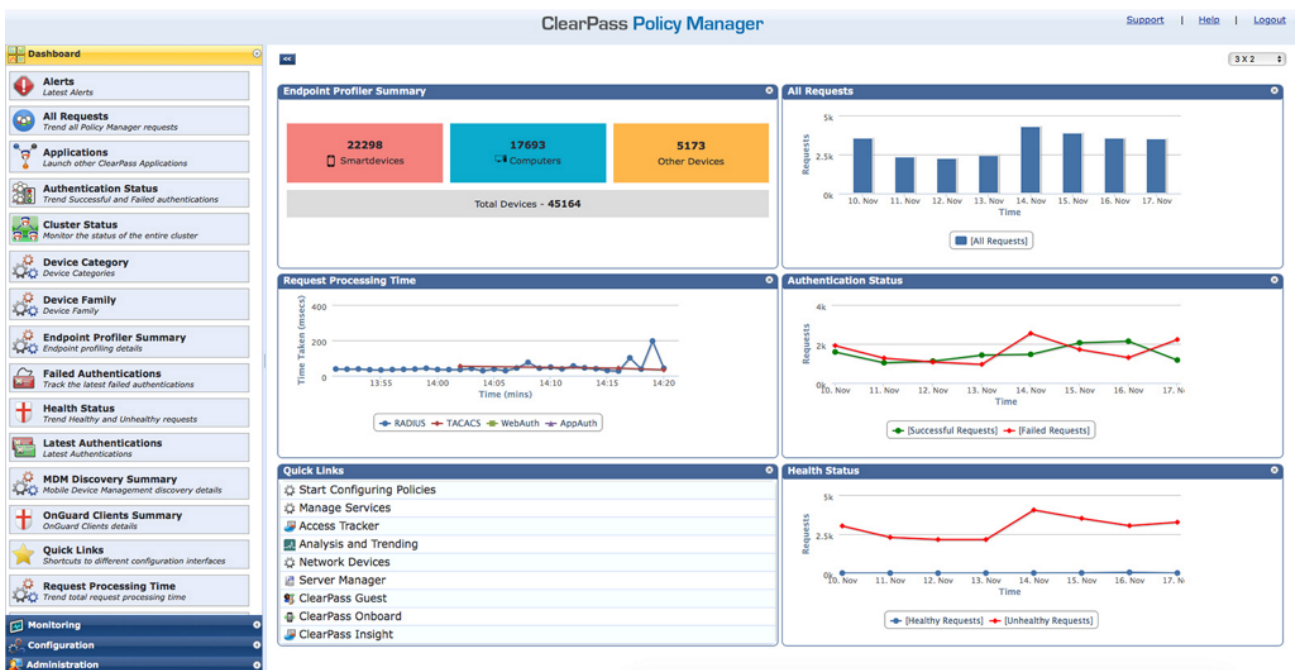 ClearPass Policy Manager
Support | Help | Logout
Dashboard
Alerts
Latest Alerts
All Requests
Trend all Policy Manager requests
Applications
Launch other ClearPass Applications
Authentication Status
Trend Successful and Failed authentications
Cluster Status
Monitor the status of the entire cluster
Device Category
Device Categories
Device Family
Device Family
Endpoint Profiler Summary
Endpoint profiling details
Failed Authentications
Track the latest failed authentications
Health Status
Trend Healthy and Unhealthy requests
Latest Authentications
Latest Authentications
MDM Discovery Summary
Mobile Device Management discovery details
OnGuard Clients Summary
OnGuard Clients details
Quick Links
Shortcuts to different configuration interfaces
Request Processing Time
Trend total request processing time
Monitoring
Configuration
Administration
<<
3 X 2
Endpoint Profiler Summary
22298
Smartdevices
17693
Computers
5173
Other Devices
Total Devices - 45164
All Requests
Requests
5k
2.5k
0k
10. Nov 11. Nov 12. Nov 13. Nov 14. Nov 15. Nov 16. Nov 17. Nov
Time
[All Requests]
Request Processing Time
Time Taken (msecs)
400
200
0
13:55 14:00 14:05 14:10 14:15 14:20
Time (mins)
RADIUS TACACS WebAuth AppAuth
Authentication Status
Requests
4k
2k
0k
10. Nov 11. Nov 12. Nov 13. Nov 14. Nov 15. Nov 16. Nov 17. N
Time
[Successful Requests] [Failed Requests]
Quick Links
Start Configuring Policies
Manage Services
Access Tracker
Analysis and Trending
Network Devices
Server Manager
ClearPass Guest
ClearPass Onboard
ClearPass Insight
Health Status
Requests
5k
2.5k
0k
10. Nov 11. Nov 12. Nov 13. Nov 14. Nov 15. Nov 16. Nov 17. N
Time
[Healthy Requests] [Unhealthy Requests]